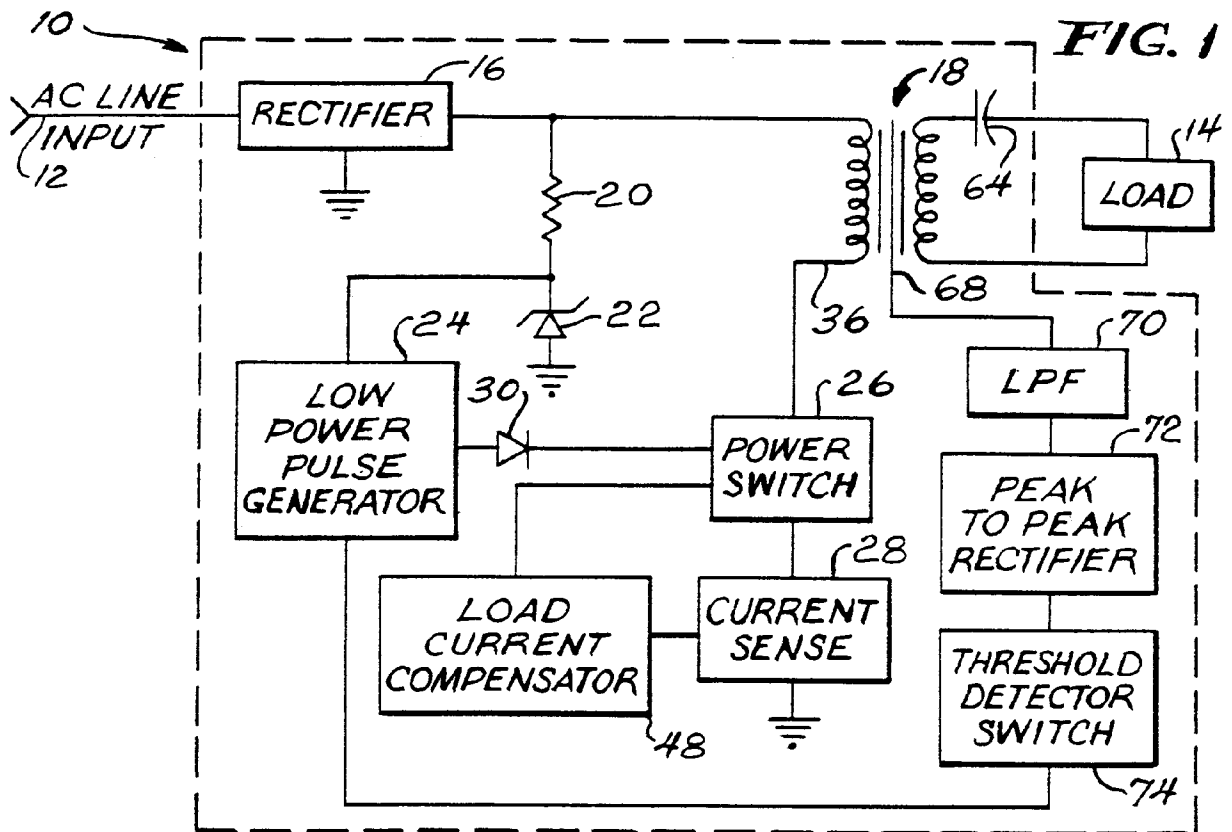 10
FIG. 1
AC LINE
INPUT
12
16
RECTIFIER
18
64
14
LOAD
20
22
36
68
24
LOW
POWER
PULSE
GENERATOR
30
26
POWER
SWITCH
70
LPF
72
PEAK
TO PEAK
RECTIFIER
28
CURRENT
SENSE
LOAD
CURRENT
COMPENSATOR
48
THRESHOLD
DETECTOR
SWITCH
74